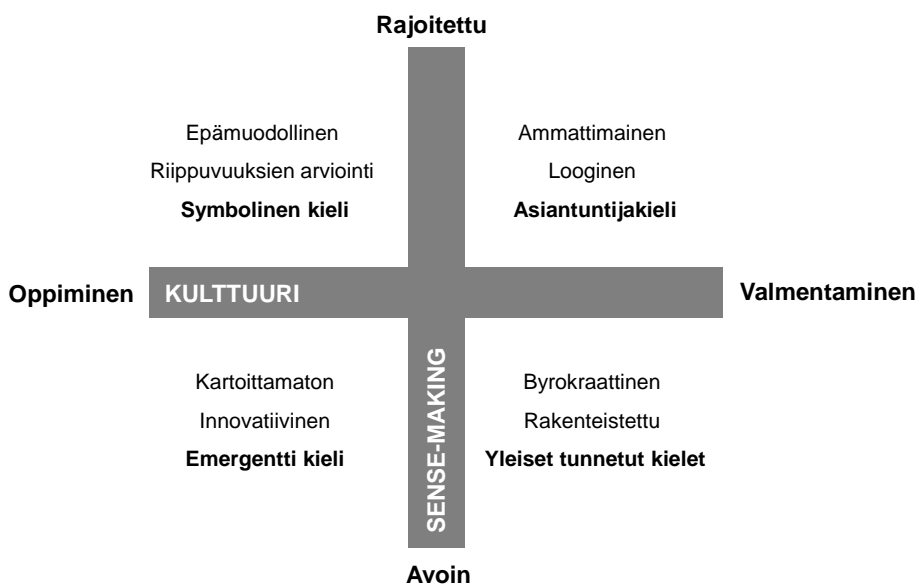 Rajoitettu
Epämuodollinen
Riippuvuuksien arviointi
Symbolinen kieli
Ammattimainen
Looginen
Asiantuntijakieli
Oppiminen
KULTTUURI
Valmentaminen
Kartoittamaton
Innovatiivinen
Emergentti kieli
SENSE-MAKING
Byrokraattinen
Rakenteistettu
Yleiset tunnetut kielet
Avoin